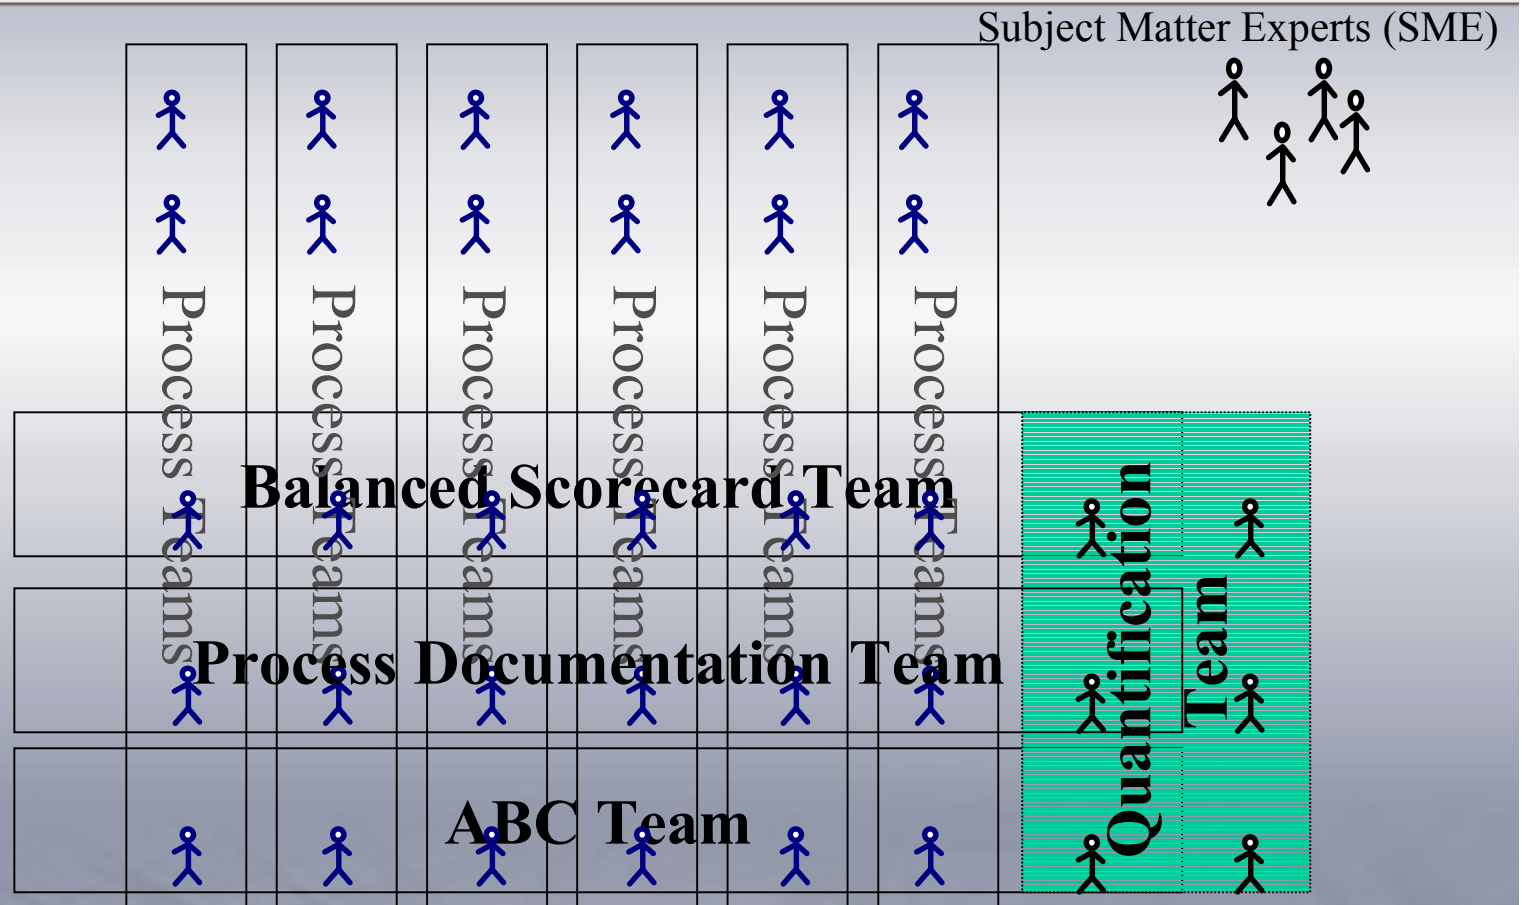 Subject Matter Experts (SME)
Process Teams
Process Teams
Process Teams
Process Teams
Process Teams
Process Teams
Balanced Scorecard Team
Process Documentation Team
ABC Team
Quantification
Team